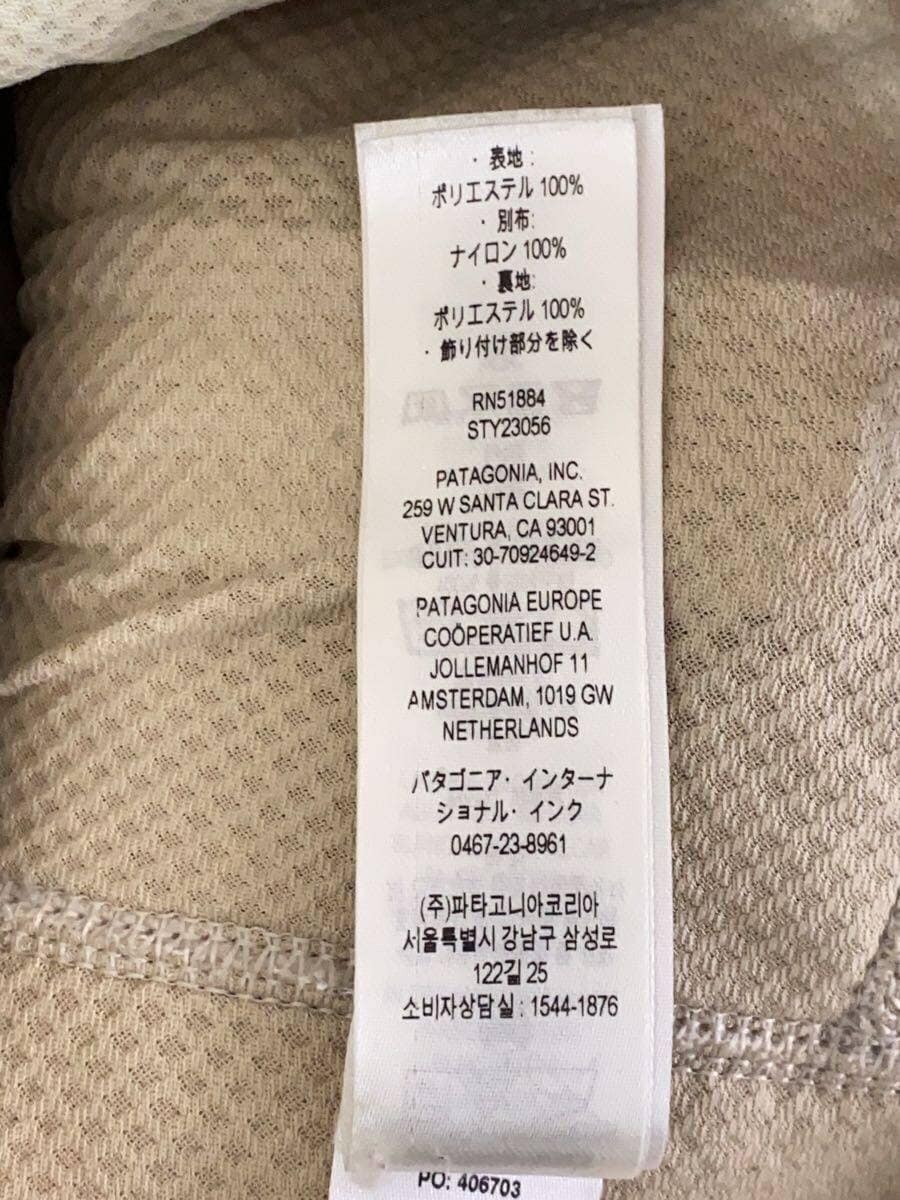 ・表地:
ポリエステル 100%
・別布:
ナイロン 100%
・裏地:
ポリエステル 100%
・飾り付け部分を除く
RN51884
STY23056
PATAGONIA, INC.
259 W SANTA CLARA ST.
VENTURA, CA 93001
CUIT: 30-70924649-2
PATAGONIA EUROPE
COÖPERATIEF U.A.
JOLLEMANHOF 11
AMSTERDAM, 1019 GW
NETHERLANDS
パタゴニア・インターナ
ショナル・インク
0467-23-8961
(주)파타고니아코리아
서울특별시 강남구 삼성로
122길 25
소비자상담실 : 1544-1876
PO: 406703